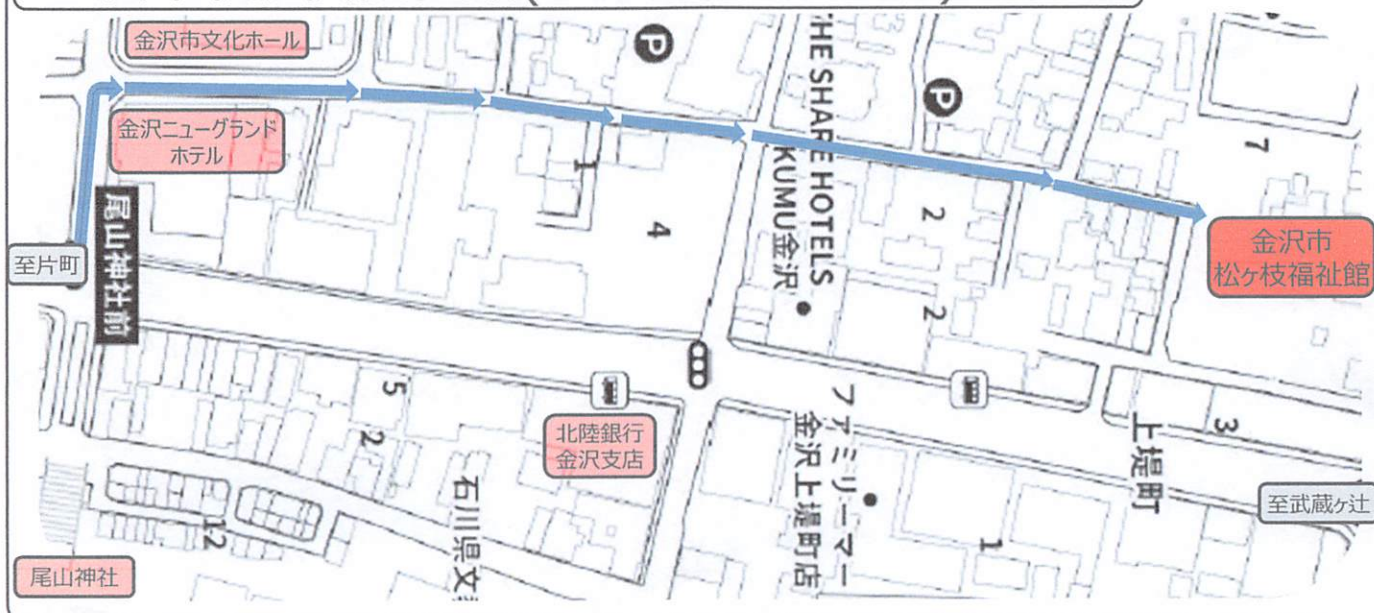 金沢市文化ホール
P
THE SHARE HOTELS
KUMU金沢
P
7
金沢ニューグランド
ホテル
1
4
2
2
金沢市
松ヶ枝福祉館
尾山神社前
至片町
5
2
北陸銀行
金沢支店
ファミリーマー
金沢上堤町店
上堤町
3
至武蔵ヶ辻
12
石川県文
1
尾山神社